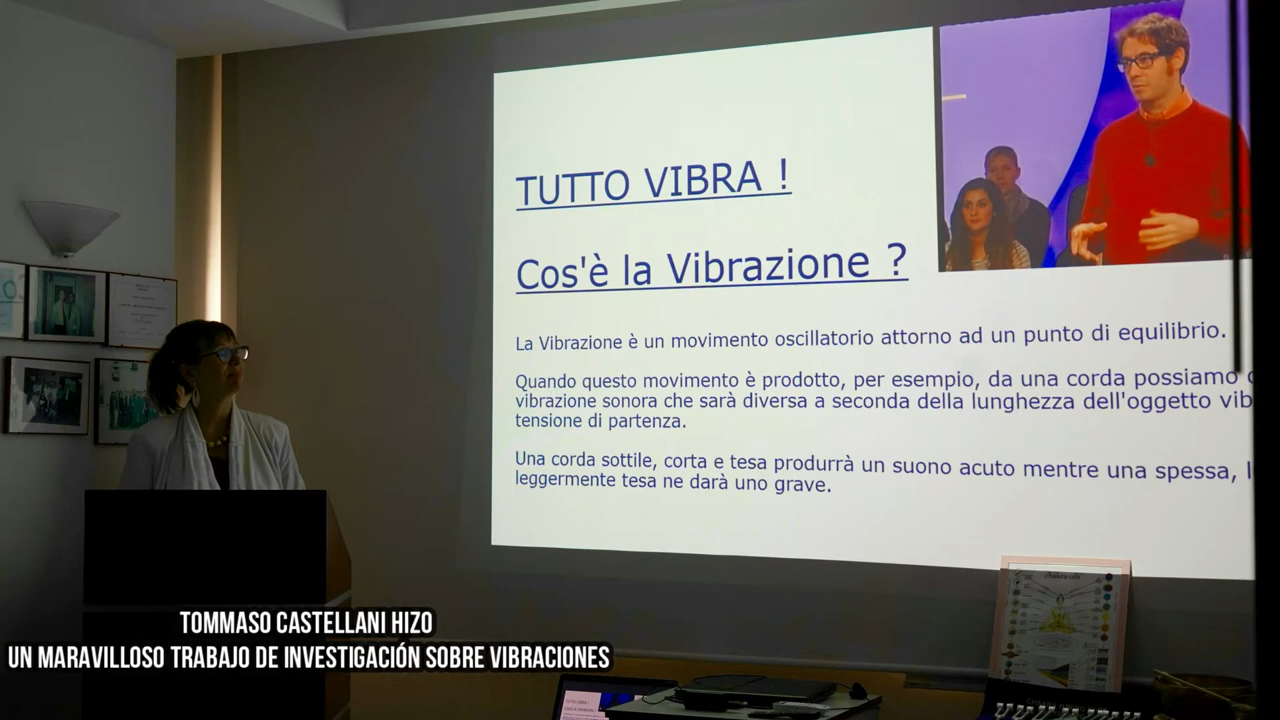 TUTTO VIBRA !
Cos'è la Vibrazione ?
La Vibrazione è un movimento oscillatorio attorno ad un punto di equilibrio.
Quando questo movimento è prodotto, per esempio, da una corda possiamo
vibrazione sonora che sarà diversa a seconda della lunghezza dell'oggetto vib
tensione di partenza.
Una corda sottile, corta e tesa produrrà un suono acuto mentre una spessa, l
leggermente tesa ne darà uno grave.
TOMMASO CASTELLANI HIZO
UN MARAVILLOSO TRABAJO DE INVESTIGACIÓN SOBRE VIBRACIONES
TUTTO VIBRA !